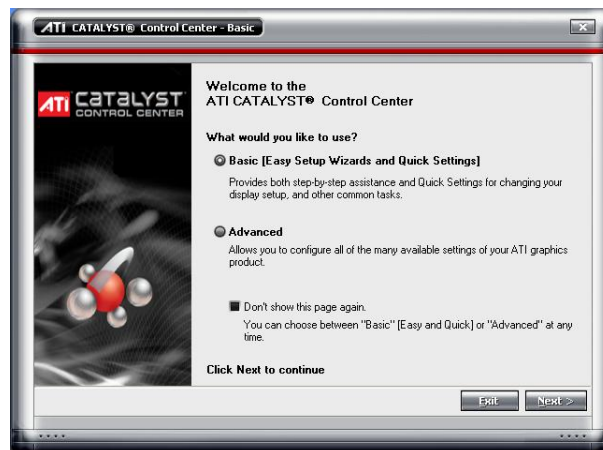 ATI CATALYST® Control Center - Basic
ATI CATALYST
CONTROL CENTER
Welcome to the
ATI CATALYST® Control Center
What would you like to use?
Basic [Easy Setup Wizards and Quick Settings]
Provides both step-by-step assistance and Quick Settings for changing your
display setup, and other common tasks.
Advanced
Allows you to configure all of the many available settings of your ATI graphics
product.
Don't show this page again.
You can choose between "Basic" [Easy and Quick] or "Advanced" at any
time.
Click Next to continue
Exit
Next >